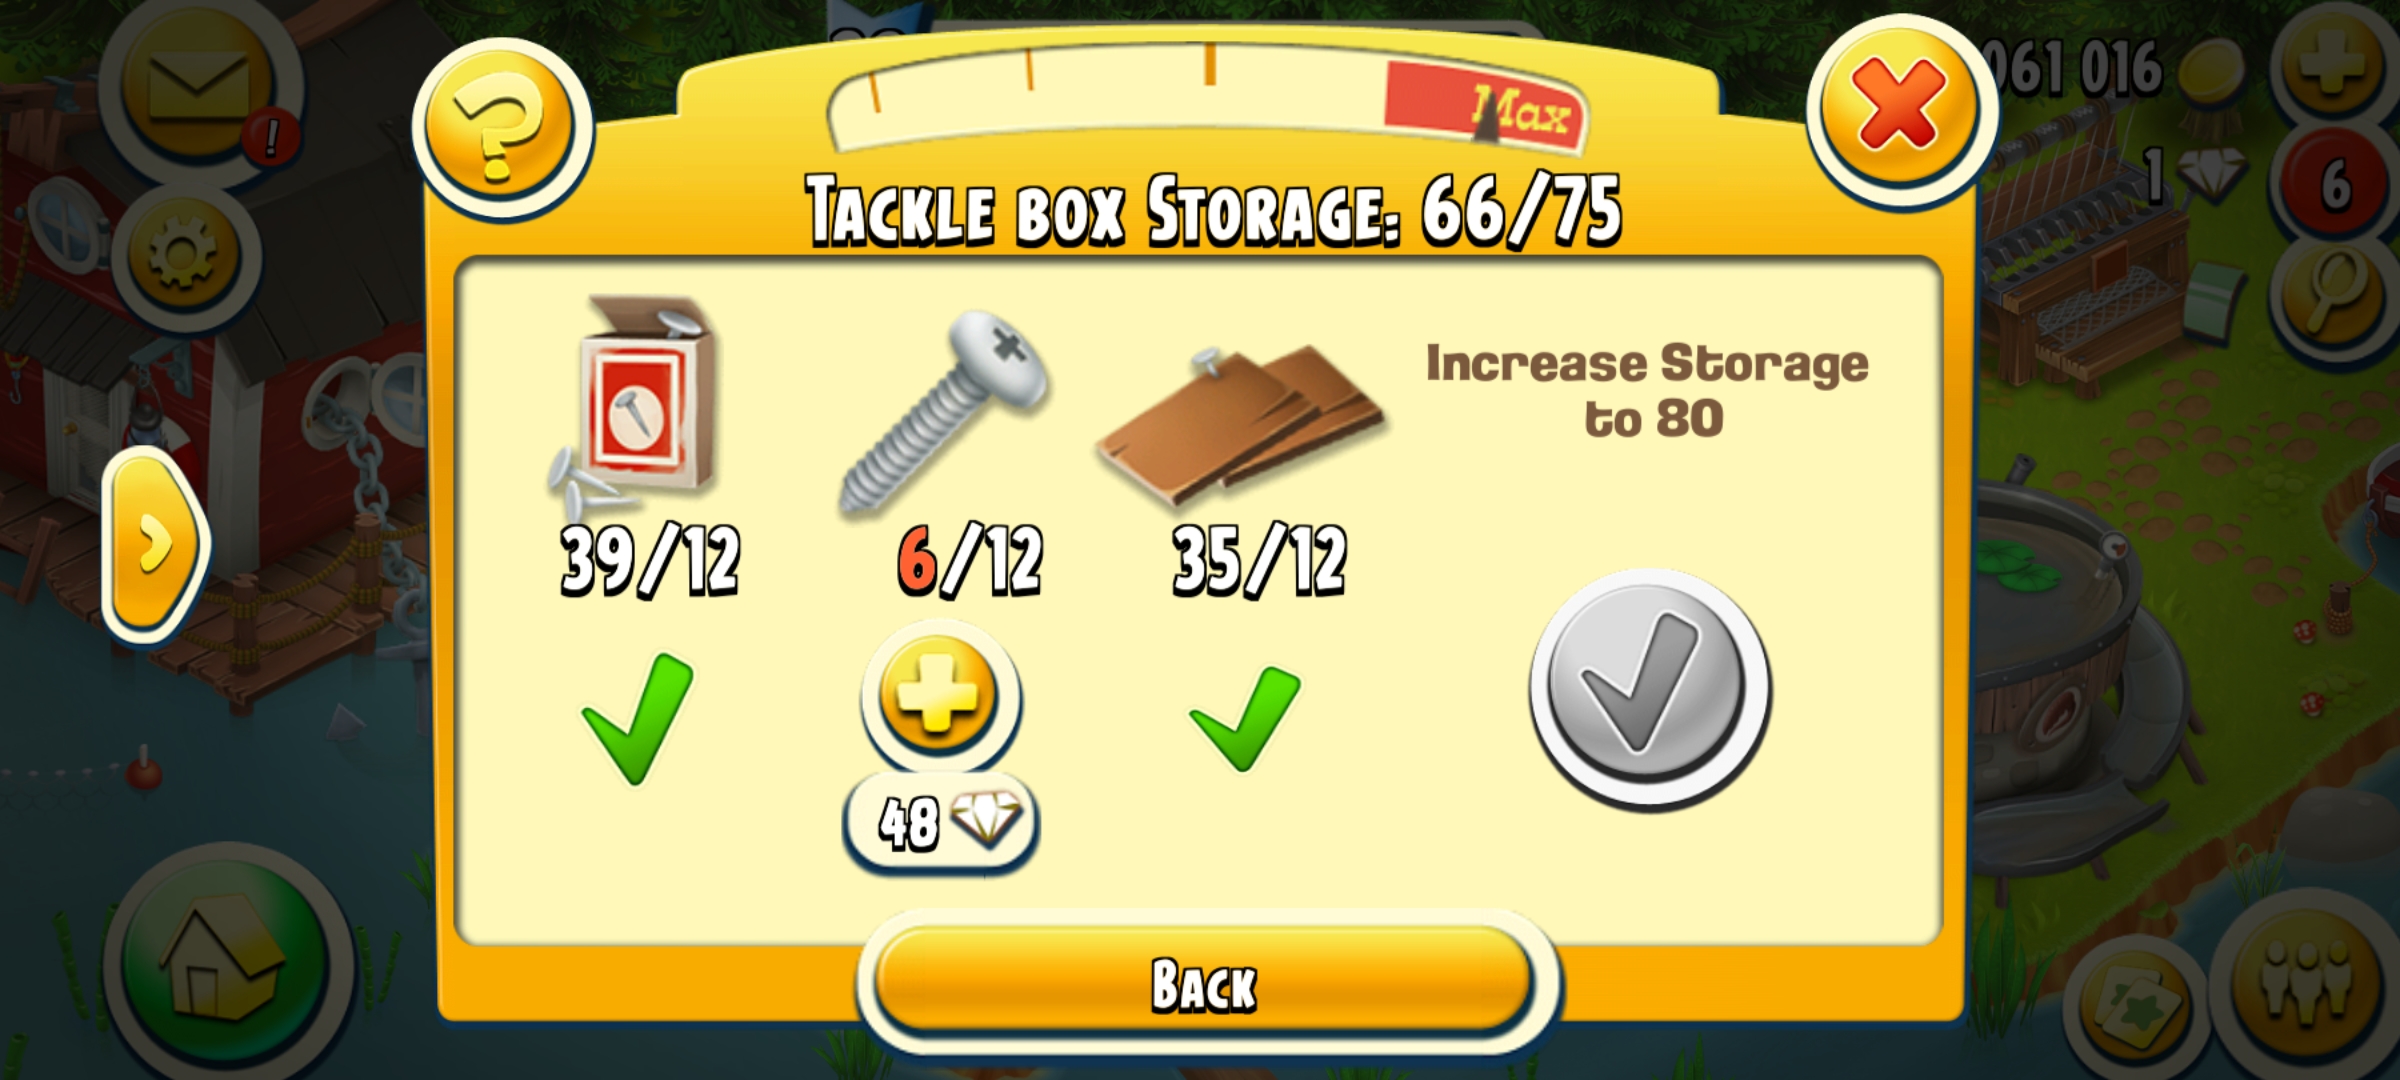 Max
061 016
TACKLE BOX STORAGE: 66/75
1
6
Increase Storage
to 80
39/12
6/12
35/12
48
BACK